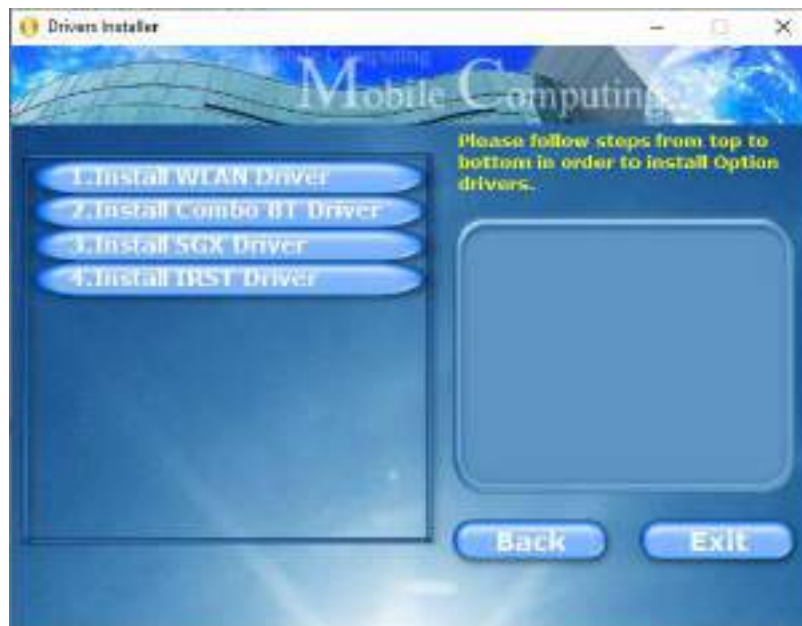 Drivers Installer
Mobile Computing
Please follow steps from top to
bottom in order to install Option
drivers.
1.Install WLAN Driver
2.Install Combo BT Driver
3.Install SGX Driver
4.Install IRST Driver
Back
Exit